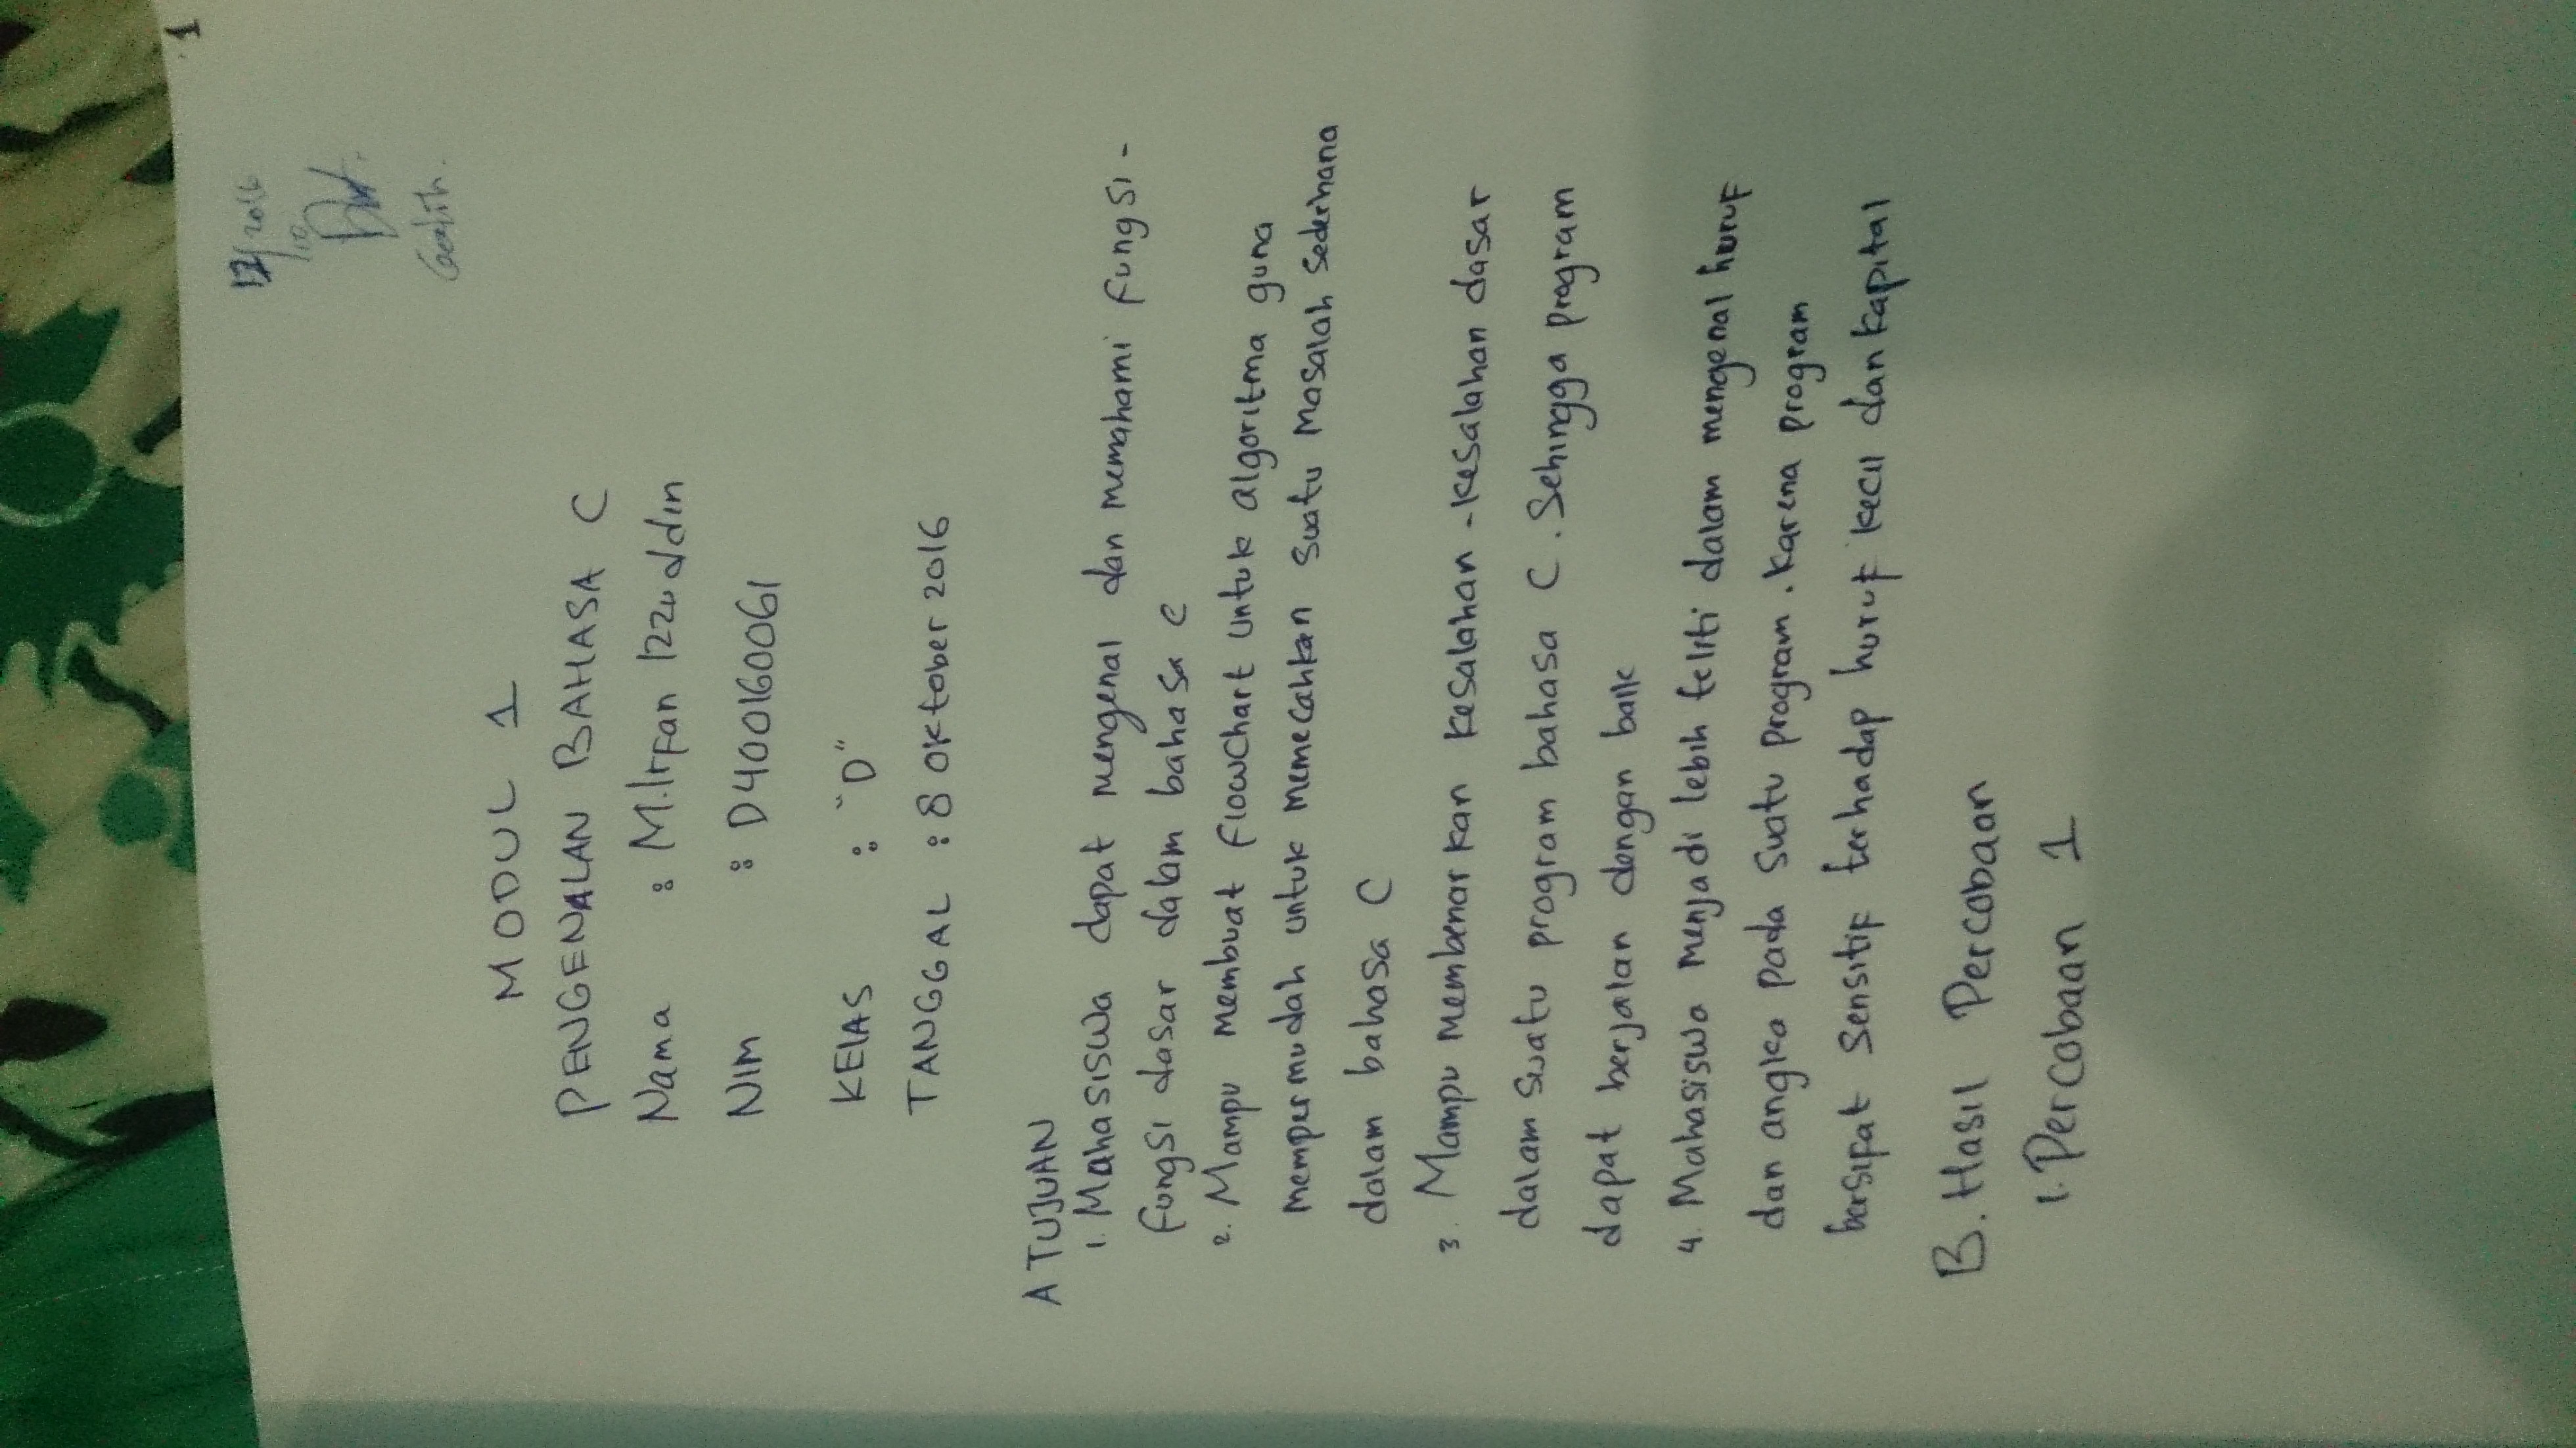 1
12/10/2016
MODUL 1
PENGENALAN BAHASA C
Nama : M.Irfan Izzuddin
NIM : D400160061
KELAS : "D"
TANGGAL : 8 Oktober 2016
A TUJUAN
1. Mahasiswa dapat mengenal dan memahami fungsi-
fungsi dasar dalam bahasa C
2. Mampu membuat flowchart untuk algoritma guna
mempermudah untuk memecahkan suatu masalah sederhana
dalam bahasa C
3. Mampu membenarkan kesalahan-kesalahan dasar
dalam suatu program bahasa C. Sehingga program
dapat berjalan dengan baik
4. Mahasiswa menjadi lebih teliti dalam mengenal huruf
dan angka pada suatu program. Karena program
bersifat sensitif terhadap huruf kecil dan kapital
B. Hasil Percobaan
1. Percobaan 1